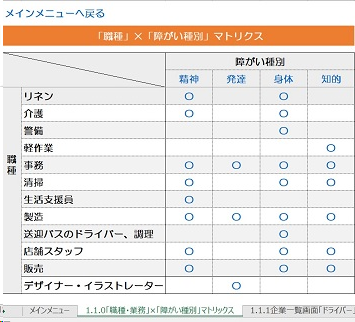 メインメニューへ戻る
「職種」×「障がい種別」マトリクス
障がい種別
精神 発達 身体 知的
職種
リネン ○ ○
介護 ○ ○
警備 ○
軽作業 ○
事務 ○ ○ ○ ○
清掃 ○ ○ ○
生活支援員 ○
製造 ○ ○ ○ ○
送迎バスのドライバー、調理 ○
店舗スタッフ ○ ○ ○
販売 ○ ○ ○
デザイナー・イラストレーター ○
メインメニュー 1.1.0「職種・業務」×「障がい種別」マトリックス 1.1.1企業一覧画面「ドライバー」